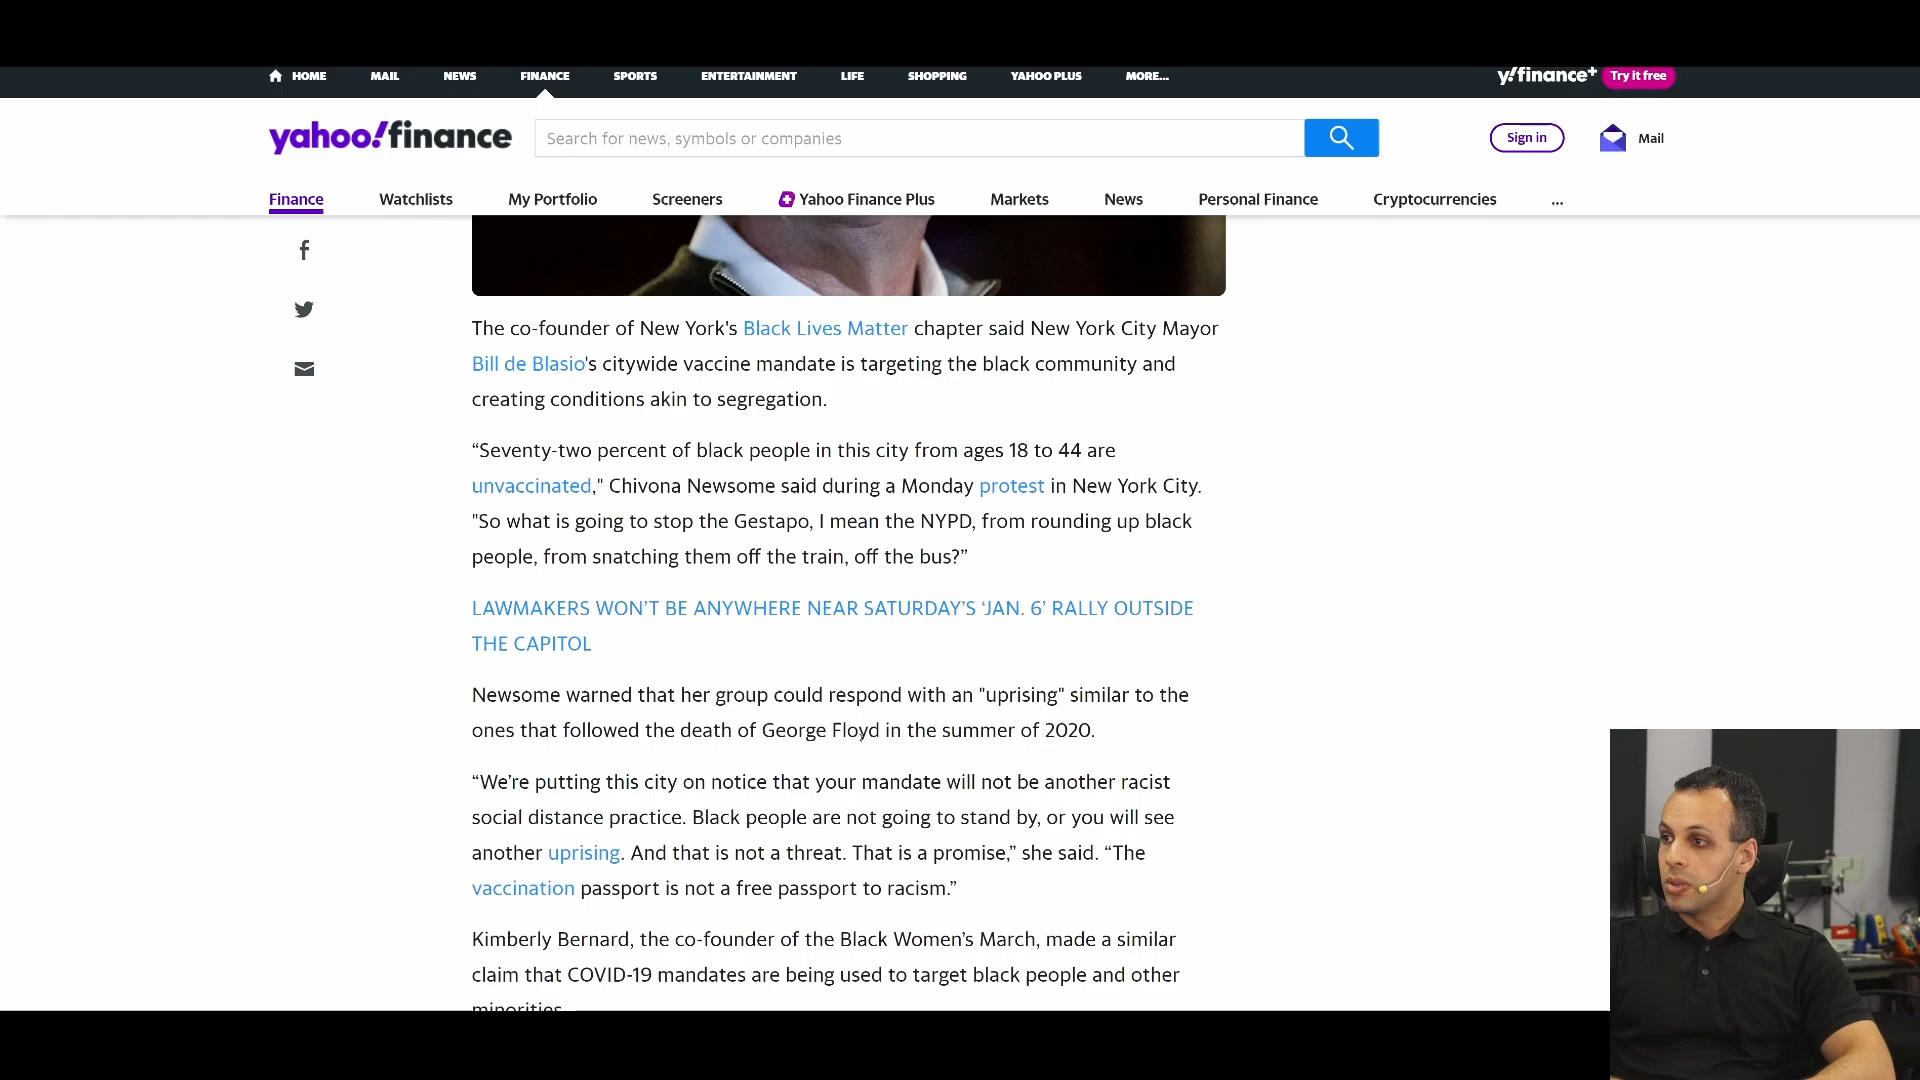 HOME MAIL NEWS FINANCE SPORTS ENTERTAINMENT LIFE SHOPPING YAHOO PLUS MORE... y!finance+ Try it free
yahoo!finance Search for news, symbols or companies Sign in Mail
Finance Watchlists My Portfolio Screeners Yahoo Finance Plus Markets News Personal Finance Cryptocurrencies ...
The co-founder of New York's Black Lives Matter chapter said New York City Mayor
Bill de Blasio's citywide vaccine mandate is targeting the black community and
creating conditions akin to segregation.
“Seventy-two percent of black people in this city from ages 18 to 44 are
unvaccinated," Chivona Newsome said during a Monday protest in New York City.
"So what is going to stop the Gestapo, I mean the NYPD, from rounding up black
people, from snatching them off the train, off the bus?”
LAWMAKERS WON’T BE ANYWHERE NEAR SATURDAY’S ‘JAN. 6’ RALLY OUTSIDE
THE CAPITOL
Newsome warned that her group could respond with an "uprising" similar to the
ones that followed the death of George Floyd in the summer of 2020.
“We’re putting this city on notice that your mandate will not be another racist
social distance practice. Black people are not going to stand by, or you will see
another uprising. And that is not a threat. That is a promise,” she said. “The
vaccination passport is not a free passport to racism.”
Kimberly Bernard, the co-founder of the Black Women’s March, made a similar
claim that COVID-19 mandates are being used to target black people and other
minorities.